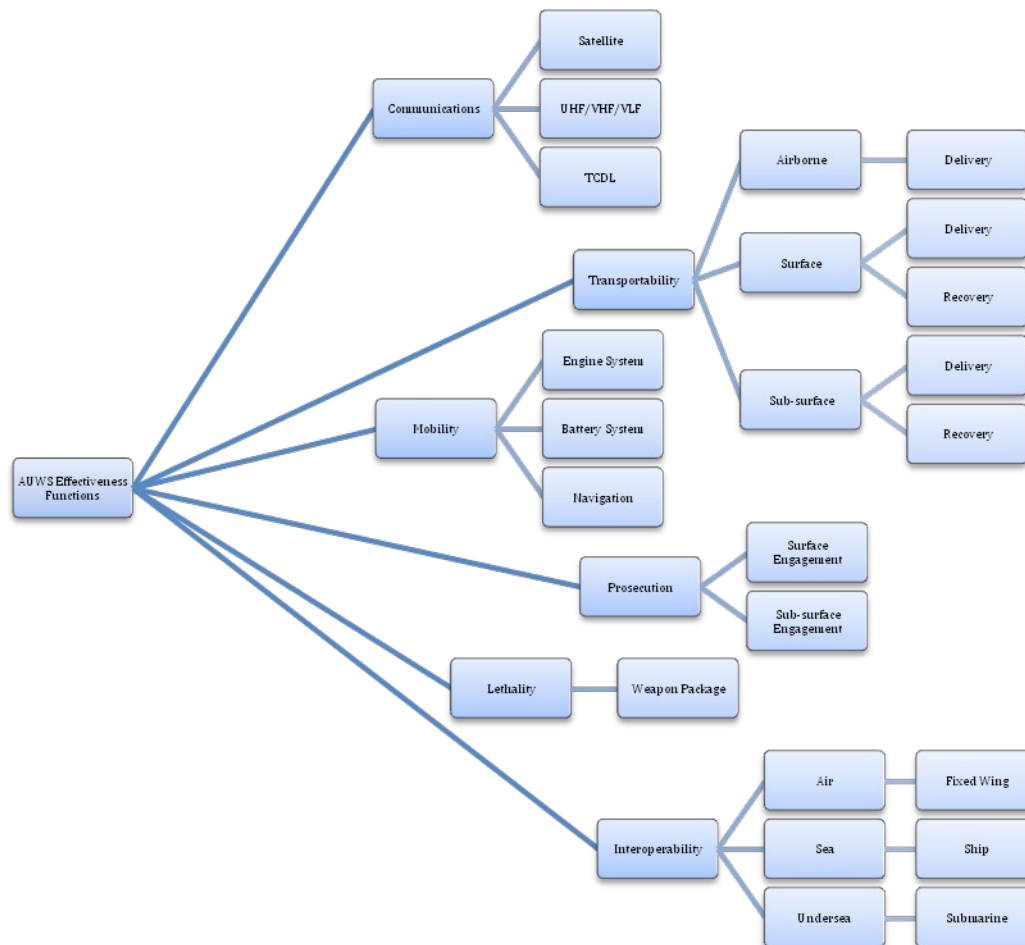 Satellite
Communications
UHF/VHF/VLF
TCDL
Airborne
Delivery
Delivery
Surface
Transportability
Recovery
Engine System
Delivery
Sub-surface
Mobility
Battery System
Recovery
AUWS Effectiveness
Functions
Navigation
Surface
Engagement
Prosecution
Sub-surface
Engagement
Lethality
Weapon Package
Air
Fixed Wing
Interoperability
Sea
Ship
Undersea
Submarine